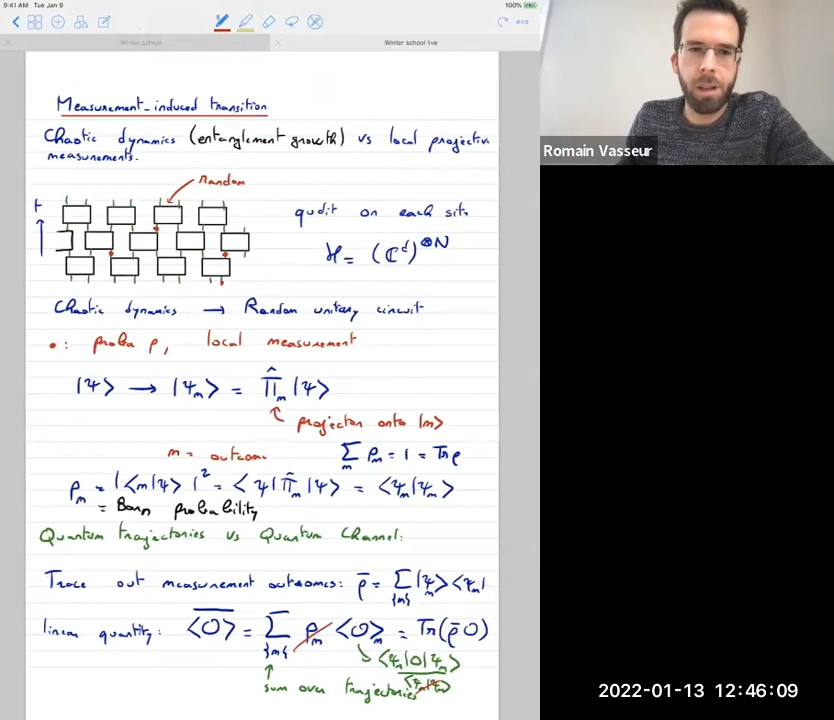 9:41 AM Tue Jan 9
100%
Winter school
Winter school live
Measurement-induced transition
Chaotic dynamics (entanglement growth) vs local projective
measurements.
random
t
qudit on each site
H = (ℂᵈ)^⊗N
Chaotic dynamics → Random unitary circuit
• : proba p, local measurement
|ψ> → |ψ_m> = Π̂_m |ψ>
projector onto |m>
m = outcome
∑_m p_m = 1 = Tr ρ
p_m = |<m|ψ>|² = <ψ|Π̂_m|ψ> = <ψ_m|ψ_m>
= Born probability
Quantum trajectories vs Quantum Channel:
Trace out measurement outcomes: ρ̄ = ∑_{m} |ψ_m><ψ_m|
linear quantity: <O>‾ = ∑_{m} p_m <O>_m = Tr(ρ̄ O)
<ψ_m|O|ψ_m>
<ψ_m|ψ_m>
sum over trajectories
Romain Vasseur
2022-01-13 12:46:09